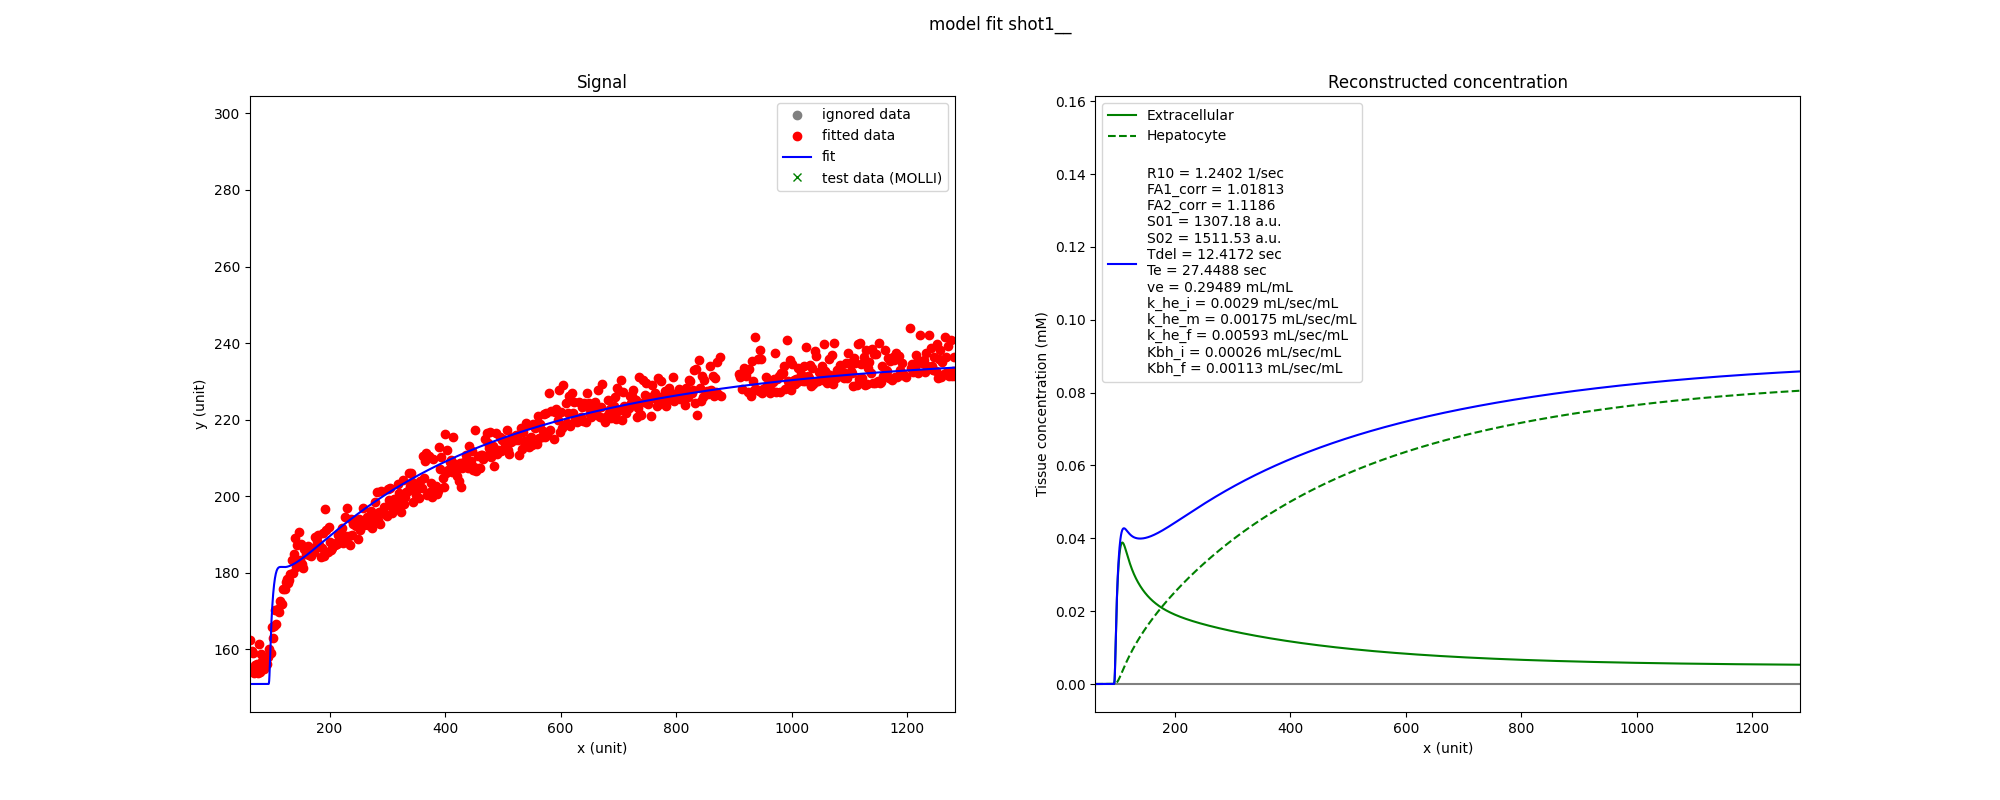 model fit shot1__
Signal
300
280
260
240
220
200
180
160
y (unit)
200
400
600
800
1000
1200
x (unit)
ignored data
fitted data
fit
test data (MOLLI)
Reconstructed concentration
0.16
0.14
0.12
0.10
0.08
0.06
0.04
0.02
0.00
Tissue concentration (mM)
200
400
600
800
1000
1200
x (unit)
Extracellular
Hepatocyte
R10 = 1.2402 1/sec
FA1_corr = 1.01813
FA2_corr = 1.1186
S01 = 1307.18 a.u.
S02 = 1511.53 a.u.
Tdel = 12.4172 sec
Te = 27.4488 sec
ve = 0.29489 mL/mL
k_he_i = 0.0029 mL/sec/mL
k_he_m = 0.00175 mL/sec/mL
k_he_f = 0.00593 mL/sec/mL
Kbh_i = 0.00026 mL/sec/mL
Kbh_f = 0.00113 mL/sec/mL